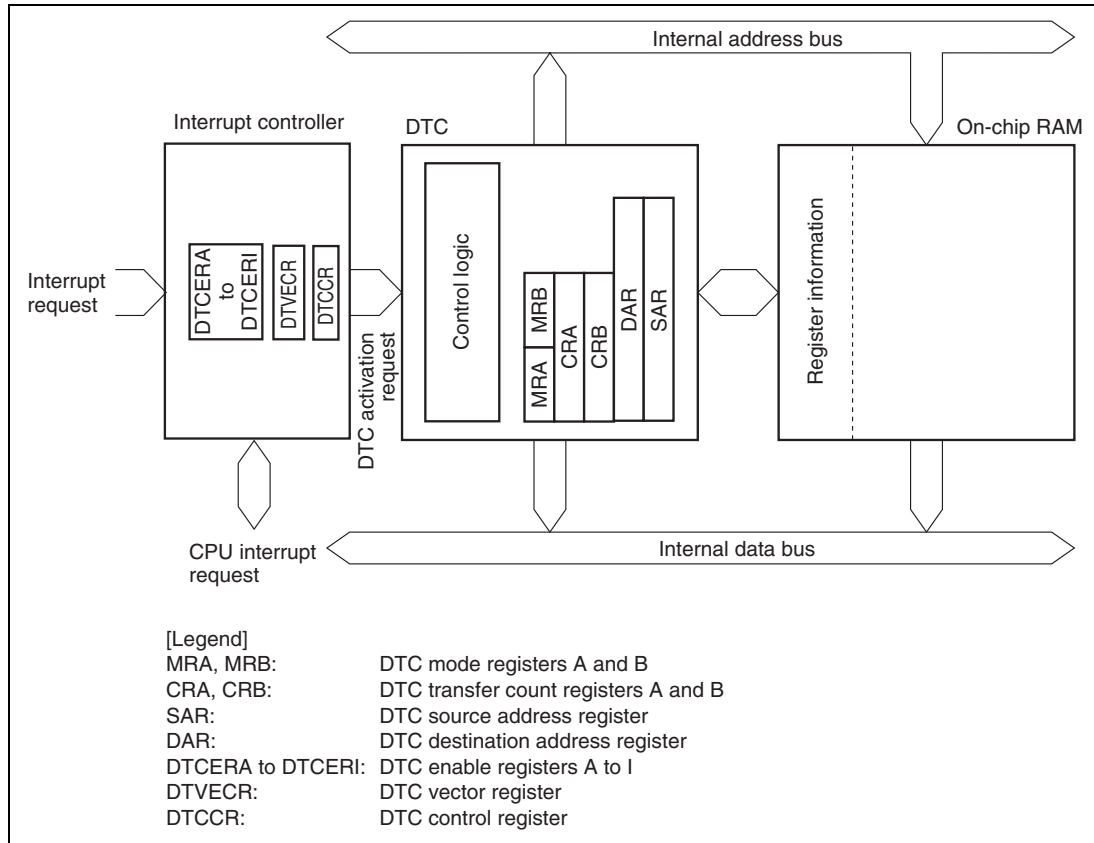 Internal address bus
Interrupt controller
DTC
On-chip RAM
Interrupt
request
DTCERA
to
DTCERI
DTVECR
DTCCR
DTC activation
request
Control logic
MRA
MRB
CRA
CRB
DAR
SAR
Register information
CPU interrupt
request
Internal data bus
[Legend]
MRA, MRB: DTC mode registers A and B
CRA, CRB: DTC transfer count registers A and B
SAR: DTC source address register
DAR: DTC destination address register
DTCERA to DTCERI: DTC enable registers A to I
DTVECR: DTC vector register
DTCCR: DTC control register